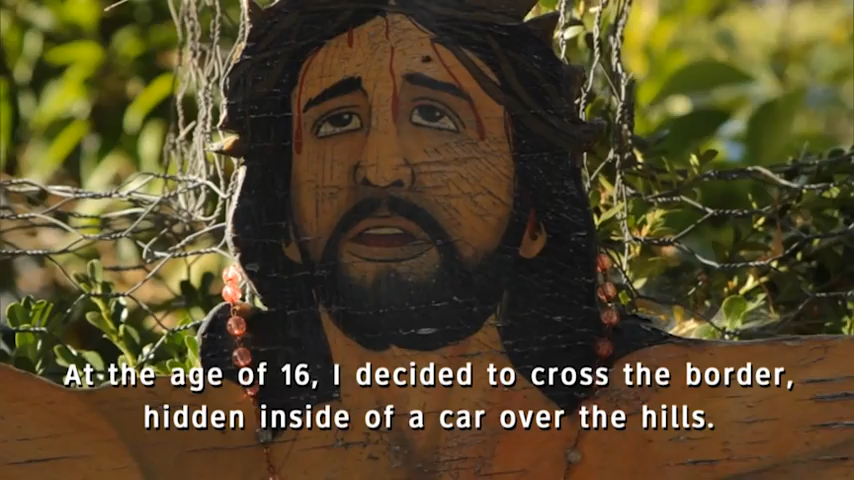 At the age of 16, I decided to cross the border,
hidden inside of a car over the hills.